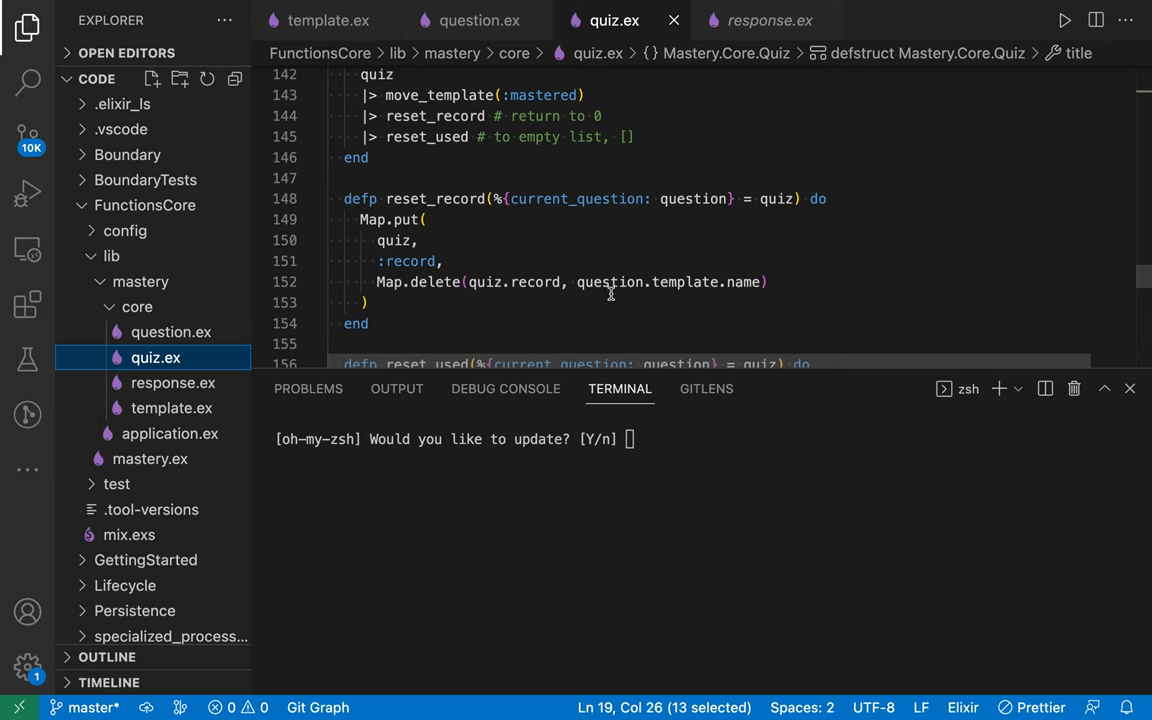 EXPLORER
template.ex
question.ex
quiz.ex
response.ex
OPEN EDITORS
FunctionsCore > lib > mastery > core > quiz.ex > {} Mastery.Core.Quiz > defstruct Mastery.Core.Quiz > title
CODE
.elixir_ls
.vscode
Boundary
BoundaryTests
FunctionsCore
config
lib
mastery
core
question.ex
quiz.ex
response.ex
template.ex
application.ex
mastery.ex
test
.tool-versions
mix.exs
GettingStarted
Lifecycle
Persistence
specialized_process...
OUTLINE
TIMELINE
10K
1
142 quiz
143 |> move_template(:mastered)
144 |> reset_record # return to 0
145 |> reset_used # to empty list, []
146 end
147
148 defp reset_record(%{current_question: question} = quiz) do
149 Map.put(
150 quiz,
151 :record,
152 Map.delete(quiz.record, question.template.name)
153 )
154 end
155
156 defp reset_used(%{current_question: question} = quiz) do
PROBLEMS OUTPUT DEBUG CONSOLE TERMINAL GITLENS
zsh
[oh-my-zsh] Would you like to update? [Y/n]
master* 0 0 Git Graph Ln 19, Col 26 (13 selected) Spaces: 2 UTF-8 LF Elixir Prettier